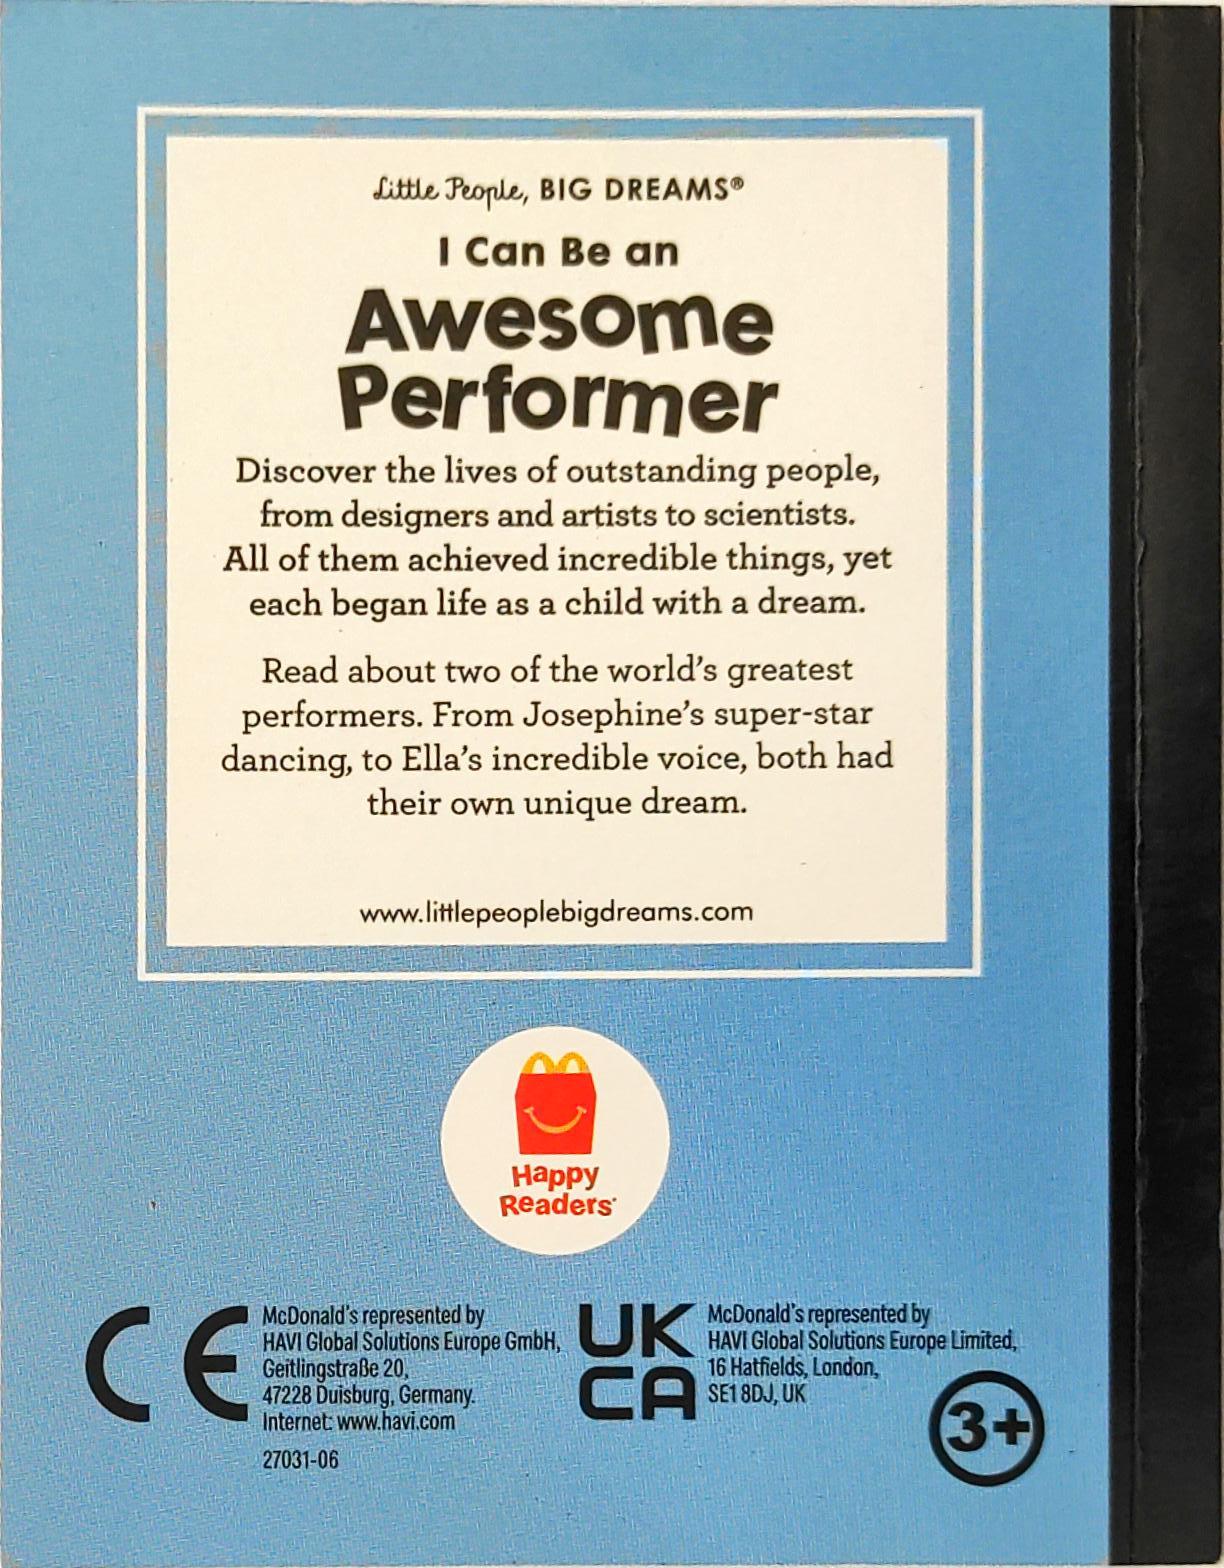 Little People, BIG DREAMS®
I Can Be an
Awesome
Performer
Discover the lives of outstanding people,
from designers and artists to scientists.
All of them achieved incredible things, yet
each began life as a child with a dream.
Read about two of the world's greatest
performers. From Josephine's super-star
dancing, to Ella's incredible voice, both had
their own unique dream.
www.littlepeoplebigdreams.com
Happy
Readers
CE
McDonald's represented by
HAVI Global Solutions Europe GmbH,
Geitlingstraße 20,
47228 Duisburg, Germany.
Internet: www.havi.com
27031-06
UK
CA
McDonald's represented by
HAVI Global Solutions Europe Limited,
16 Hatfields, London,
SE1 8DJ, UK
3+